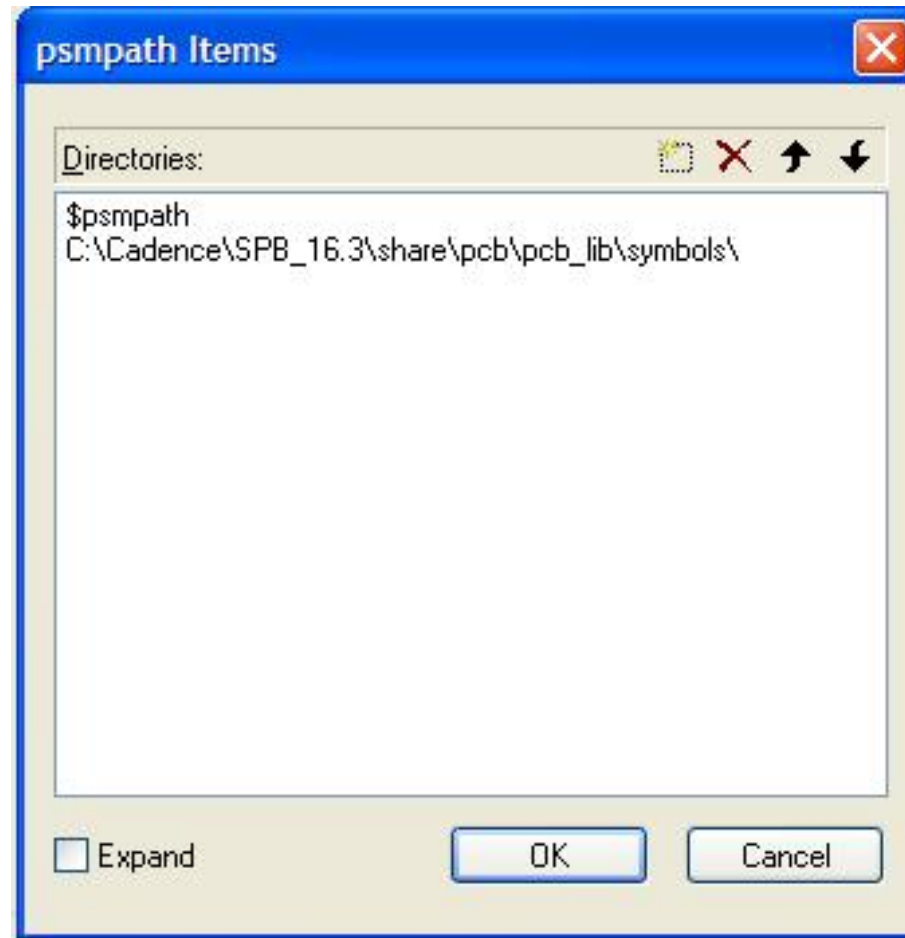 psmpath Items
Directories:
$psmpath
C:\Cadence\SPB_16.3\share\pcb\pcb_lib\symbols\
Expand
OK
Cancel